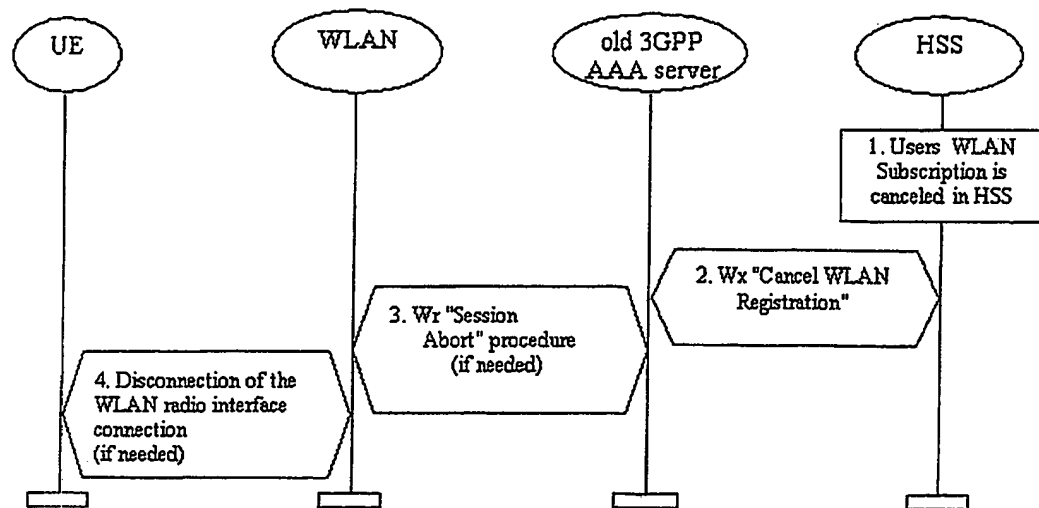 UE
WLAN
old 3GPP
AAA server
HSS
1. Users WLAN
Subscription is
canceled in HSS
2. Wx "Cancel WLAN
Registration"
3. Wr "Session
Abort" procedure
(if needed)
4. Disconnection of the
WLAN radio interface
connection
(if needed)